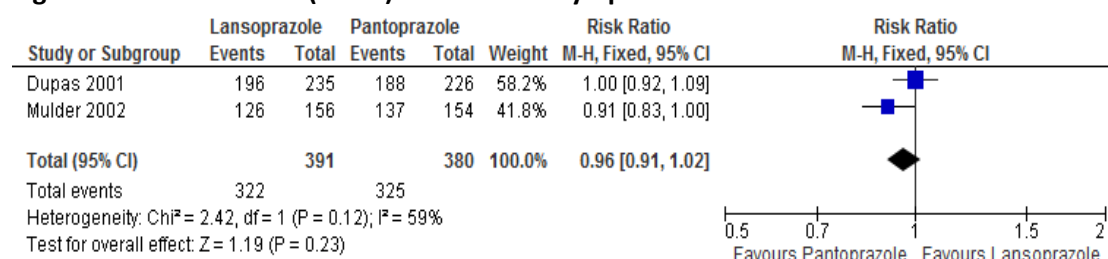 Lansoprazole Pantoprazole Risk Ratio Risk Ratio
Study or Subgroup Events Total Events Total Weight M-H, Fixed, 95% CI M-H, Fixed, 95% CI
Dupas 2001 196 235 188 226 58.2% 1.00 [0.92, 1.09]
Mulder 2002 126 156 137 154 41.8% 0.91 [0.83, 1.00]
Total (95% CI) 391 380 100.0% 0.96 [0.91, 1.02]
Total events 322 325
Heterogeneity: Chi² = 2.42, df = 1 (P = 0.12); I² = 59%
Test for overall effect: Z = 1.19 (P = 0.23)
0.5 0.7 1 1.5 2
Favours Pantoprazole Favours Lansoprazole